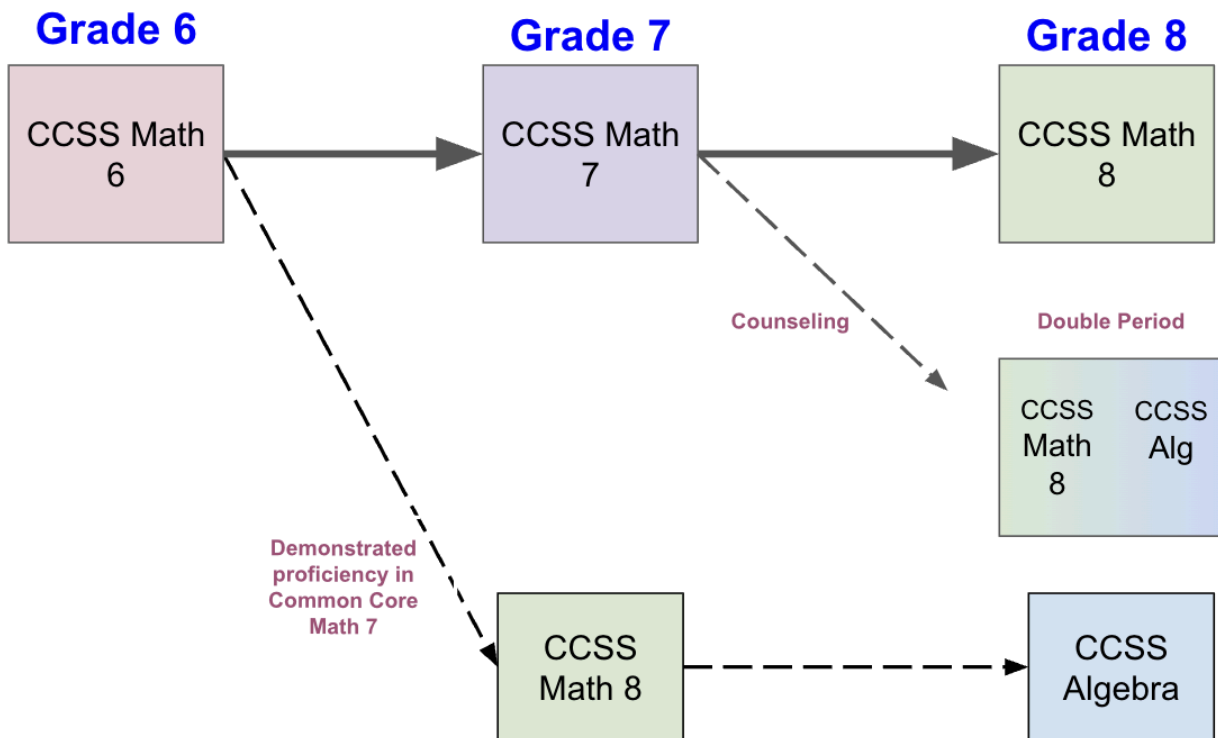 Grade 6
Grade 7
Grade 8
CCSS Math
6
CCSS Math
7
CCSS Math
8
Counseling
Double Period
CCSS
Math
8
CCSS
Alg
Demonstrated
proficiency in
Common Core
Math 7
CCSS
Math 8
CCSS
Algebra